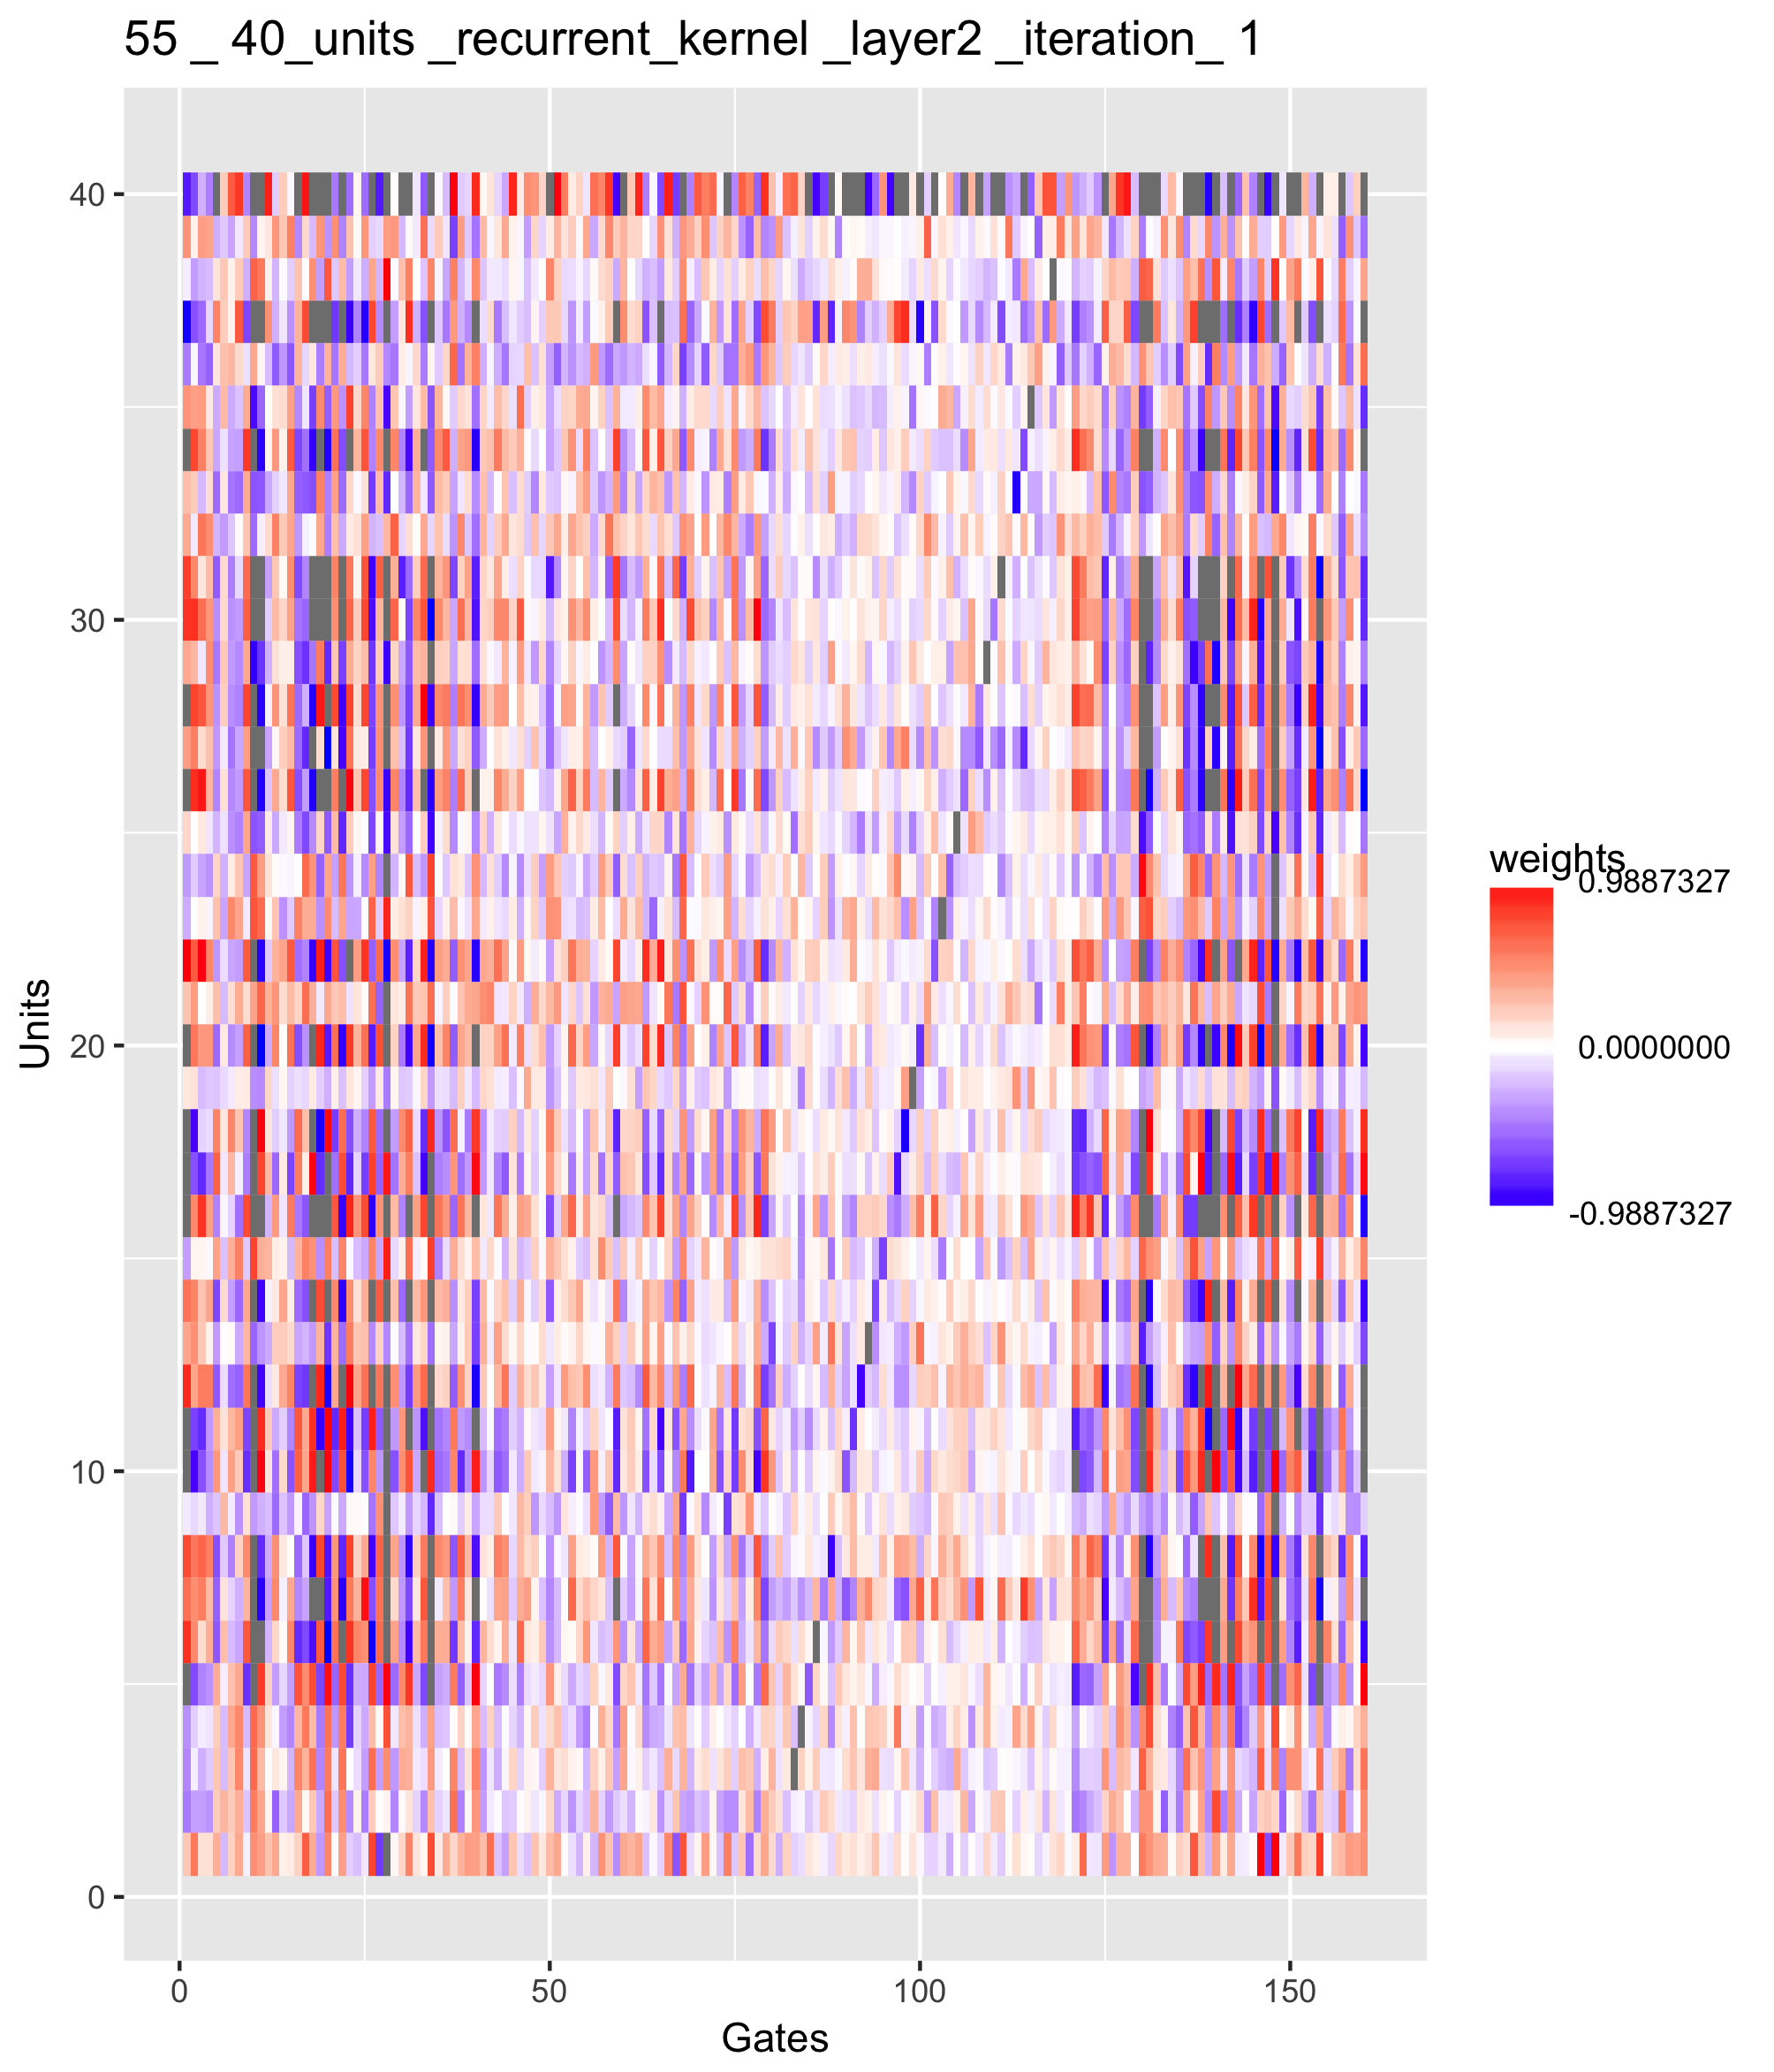 55 _ 40_units _recurrent_kernel _layer2 _iteration_ 1
40
30
20
10
0
Units
0 50 100 150
Gates
weights
0.9887327
0.0000000
-0.9887327